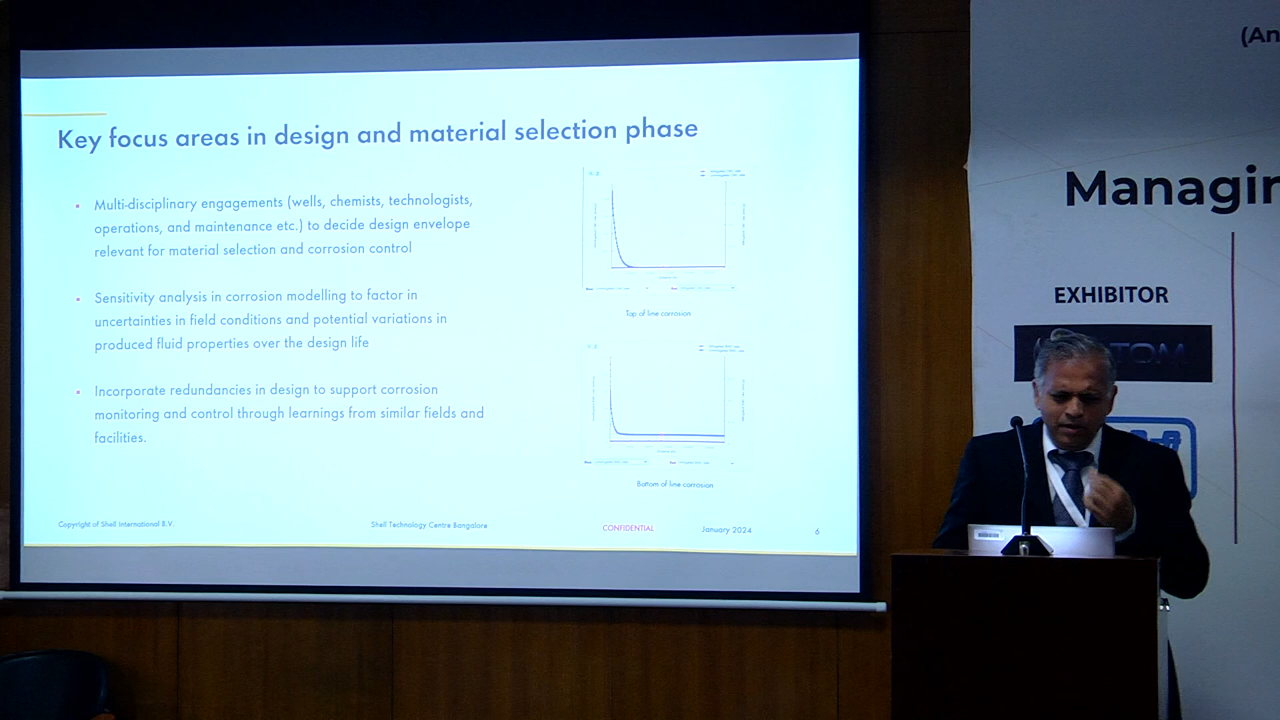 Key focus areas in design and material selection phase
Multi-disciplinary engagements (wells, chemists, technologists,
operations, and maintenance etc.) to decide design envelope
relevant for material selection and corrosion control
Sensitivity analysis in corrosion modelling to factor in
uncertainties in field conditions and potential variations in
produced fluid properties over the design life
Incorporate redundancies in design to support corrosion
monitoring and control through learnings from similar fields and
facilities.
Top of line corrosion
Bottom of line corrosion
Copyright of Shell International B.V.
Shell Technology Centre Bangalore
CONFIDENTIAL
January 2024
6
(An
Managin
EXHIBITOR